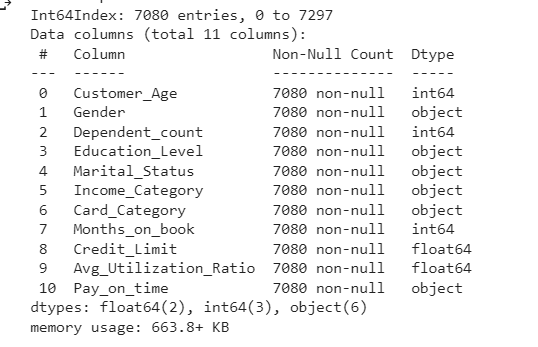 Int64Index: 7080 entries, 0 to 7297
Data columns (total 11 columns):
 #   Column                 Non-Null Count  Dtype
---  ------                 --------------  -----
 0   Customer_Age           7080 non-null   int64
 1   Gender                 7080 non-null   object
 2   Dependent_count        7080 non-null   int64
 3   Education_Level        7080 non-null   object
 4   Marital_Status         7080 non-null   object
 5   Income_Category        7080 non-null   object
 6   Card_Category          7080 non-null   object
 7   Months_on_book         7080 non-null   int64
 8   Credit_Limit           7080 non-null   float64
 9   Avg_Utilization_Ratio  7080 non-null   float64
 10  Pay_on_time            7080 non-null   object
dtypes: float64(2), int64(3), object(6)
memory usage: 663.8+ KB